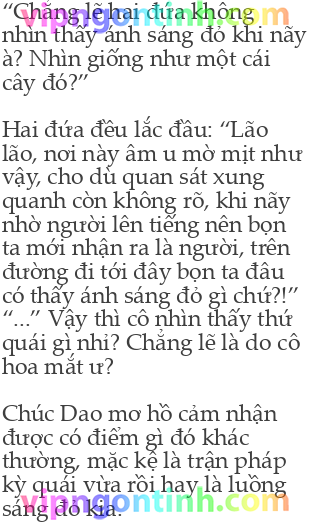 “Chẳng lẽ hai đứa không
nhìn thấy ánh sáng đỏ khi nãy
à? Nhìn giống như một cái
cây đó?”
Hai đứa đều lắc đầu: “Lão
lão, nơi này âm u mờ mịt như
vậy, cho dù quan sát xung
quanh còn không rõ, khi nãy
nhờ người lên tiếng nên bọn
ta mới nhận ra là người, trên
đường đi tới đây bọn ta đâu
có thấy ánh sáng đỏ gì chứ?!”
“...” Vậy thì cô nhìn thấy thứ
quái gì nhỉ? Chẳng lẽ là do cô
hoa mắt ư?
Chúc Dao mơ hồ cảm nhận
được có điểm gì đó khác
thường, mặc kệ là trận pháp
kỳ quái vừa rồi hay là luồng
sáng đỏ kia.
vipngontinh.com
vipngontinh.com